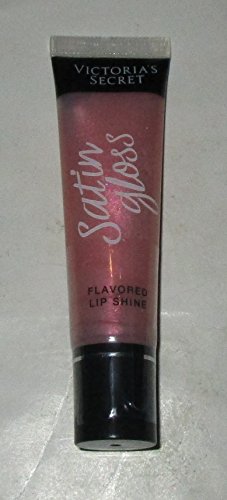 VICTORIA'S
SECRET
Satin
gloss
FLAVORED
LIP SHINE